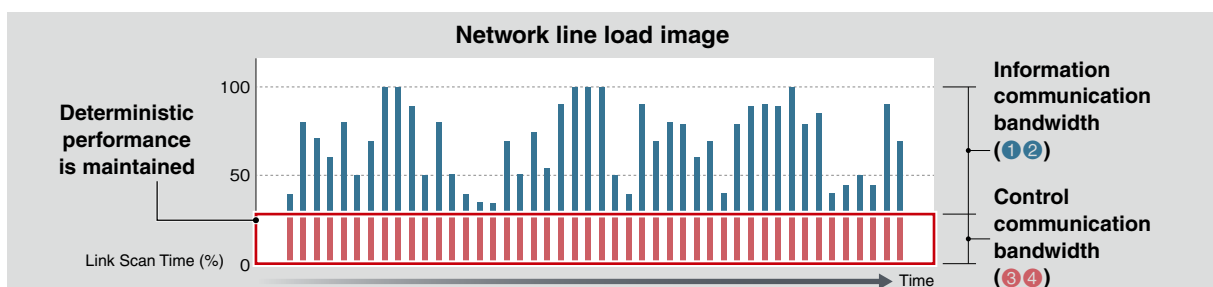 Network line load image
100
50
0
Deterministic
performance
is maintained
Link Scan Time (%)
Time
Information
communication
bandwidth
(❶❷)
Control
communication
bandwidth
(❸❹)